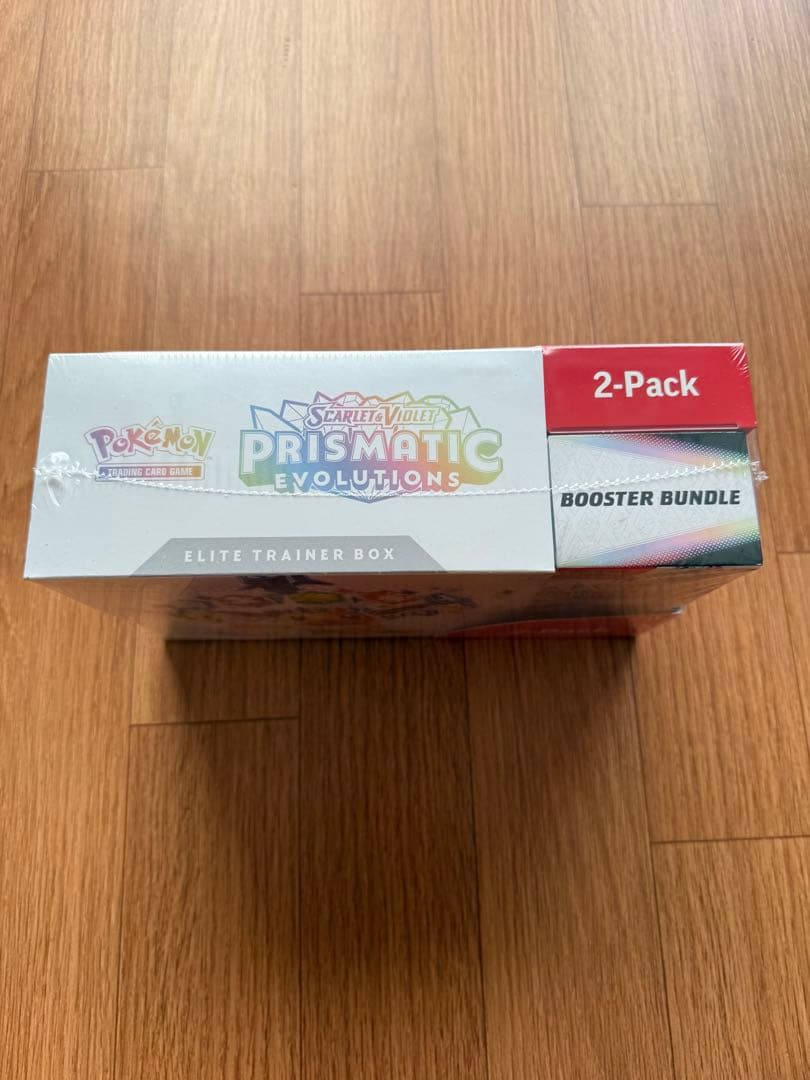 POKéMON
TRADING CARD GAME
SCARLET & VIOLET
PRISMATIC
EVOLUTIONS
ELITE TRAINER BOX
2-Pack
BOOSTER BUNDLE